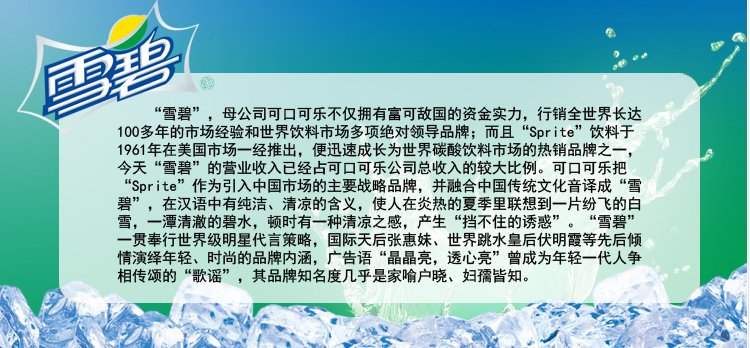 雪碧
“雪碧”，母公司可口可乐不仅拥有富可敌国的资金实力，行销全世界长达
100多年的市场经验和世界饮料市场多项绝对领导品牌；而且“Sprite”饮料于
1961年在美国市场一经推出，便迅速成长为世界碳酸饮料市场的热销品牌之一，
今天“雪碧”的营业收入已经占可口可乐公司总收入的较大比例。可口可乐把
“Sprite”作为引入中国市场的主要战略品牌，并融合中国传统文化音译成“雪
碧”，在汉语中有纯洁、清凉的含义，使人在炎热的夏季里联想到一片纷飞的白
雪，一潭清澈的碧水，顿时有一种清凉之感，产生“挡不住的诱惑”。“雪碧”
一贯奉行世界级明星代言策略，国际天后张惠妹、世界跳水皇后伏明霞等先后倾
情演绎年轻、时尚的品牌内涵，广告语“晶晶亮，透心亮”曾成为年轻一代人争
相传颂的“歌谣”，其品牌知名度几乎是家喻户晓、妇孺皆知。